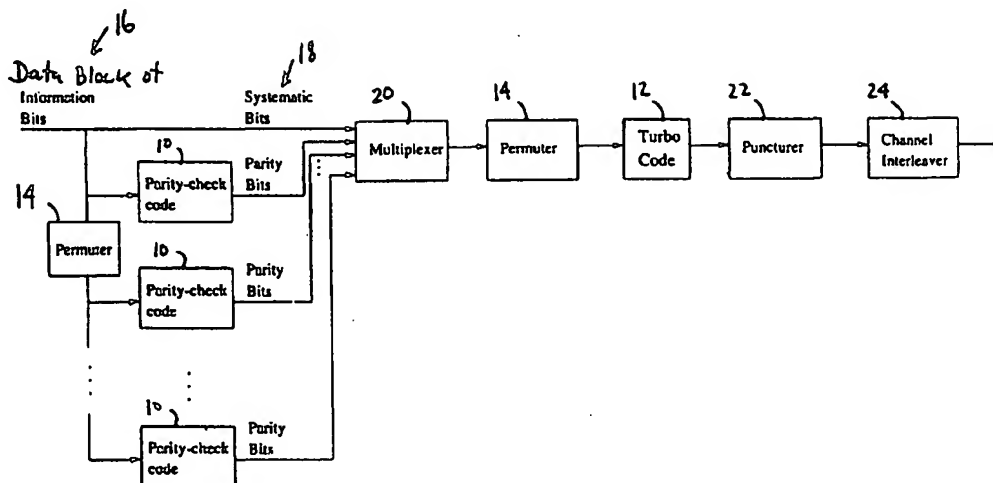 16
Data Block of
Information
Bits
18
Systematic
Bits
10
Parity-check
code
Parity
Bits
14
Permuter
10
Parity-check
code
Parity
Bits
10
Parity-check
code
Parity
Bits
20
Multiplexer
14
Permuter
12
Turbo
Code
22
Puncturer
24
Channel
Interleaver